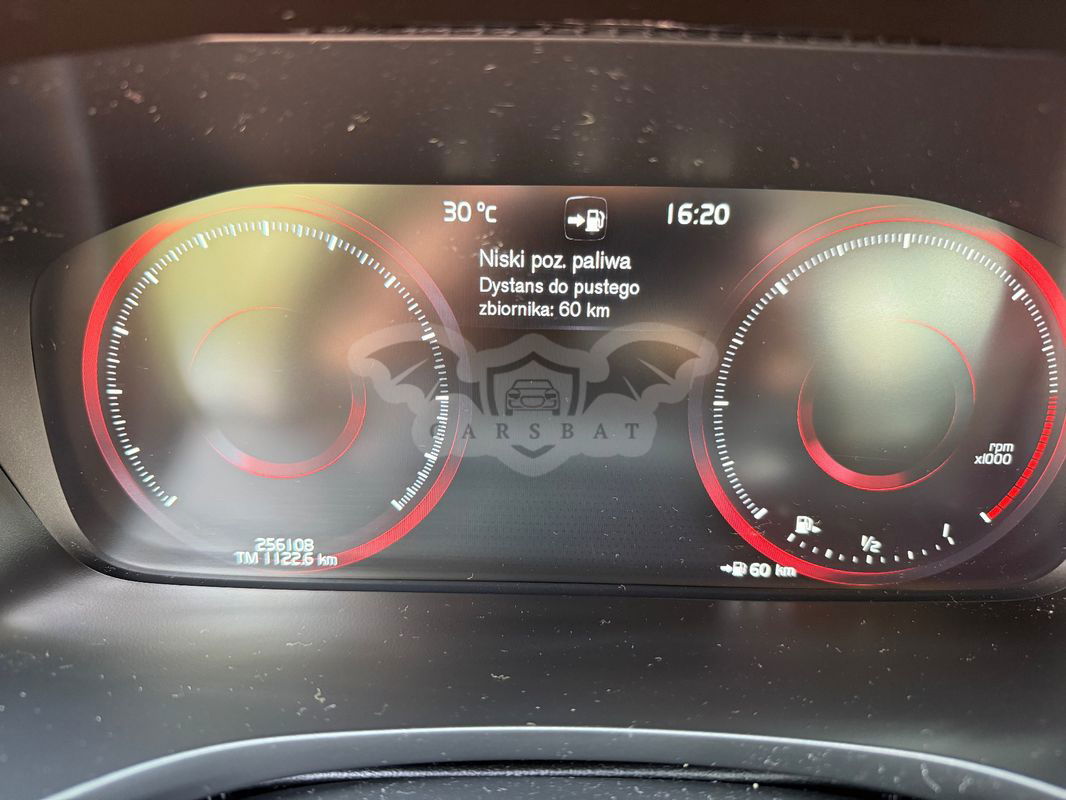 30 °C
16:20
Niski poz. paliwa
Dystans do pustego
zbiornika: 60 km
CARSBAT
rpm
x1000
256108
TM 1122.6 km
1/2
1
60 km